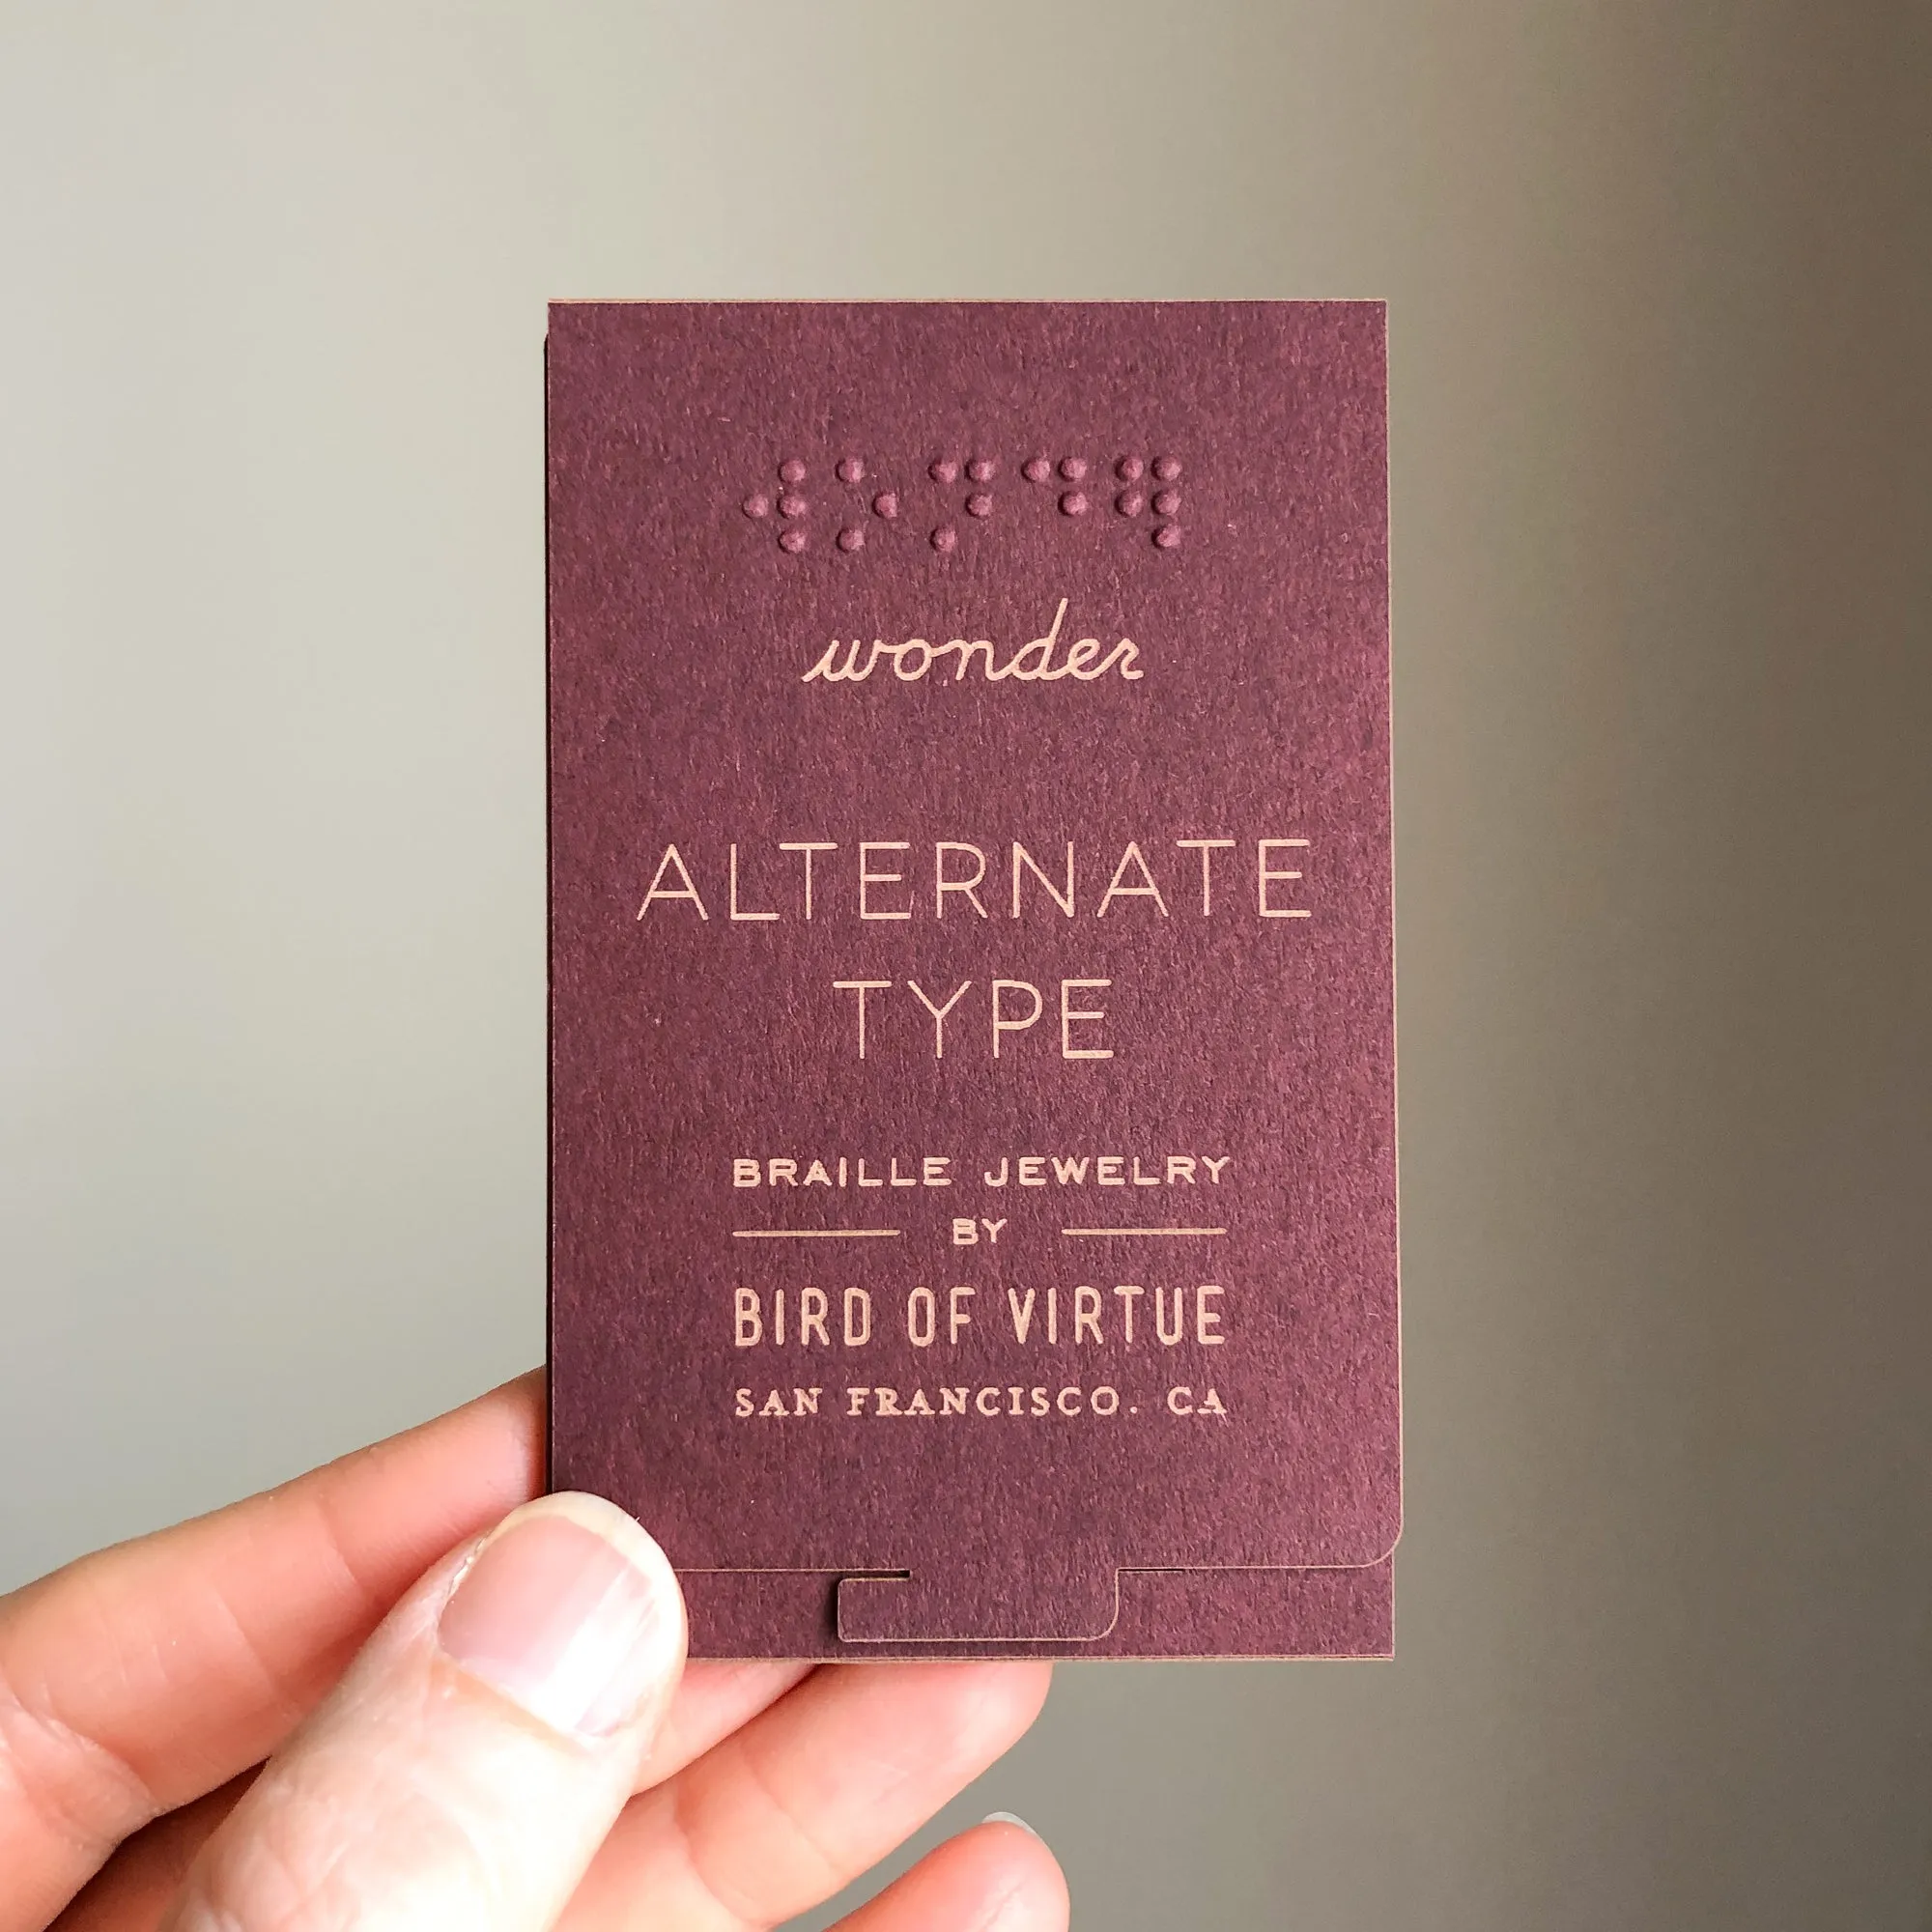 ⠺⠕⠝⠙⠻
wonder
ALTERNATE
TYPE
BRAILLE JEWELRY
BY
BIRD OF VIRTUE
SAN FRANCISCO. CA